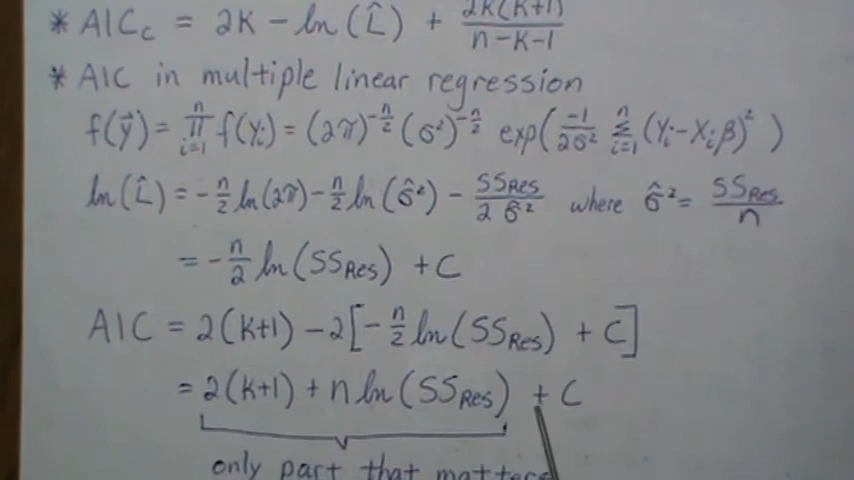 * AICc = 2K - ln(L̂) + 2K(K+1)/(n-K-1)
* AIC in multiple linear regression
f(y⃗) = ∏_{i=1}^{n} f(Yi) = (2π)^{-n/2} (σ²)^{-n/2} exp(-1/(2σ²) Σ_{i=1}^{n} (Yi - Xiβ)²)
ln(L̂) = -n/2 ln(2π) - n/2 ln(σ̂²) - SSRes/(2σ̂²) where σ̂² = SSRes/n
= -n/2 ln(SSRes) + C
AIC = 2(K+1) - 2[-n/2 ln(SSRes) + C]
= 2(K+1) + n ln(SSRes) + C
only part that matters